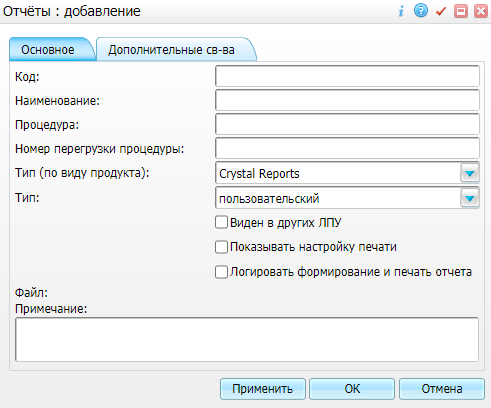 Отчёты : добавление
Основное
Дополнительные св-ва
Код:
Наименование:
Процедура:
Номер перегрузки процедуры:
Тип (по виду продукта):
Crystal Reports
Тип:
пользовательский
Виден в других ЛПУ
Показывать настройку печати
Логировать формирование и печать отчета
Файл:
Примечание:
Применить
ОК
Отмена